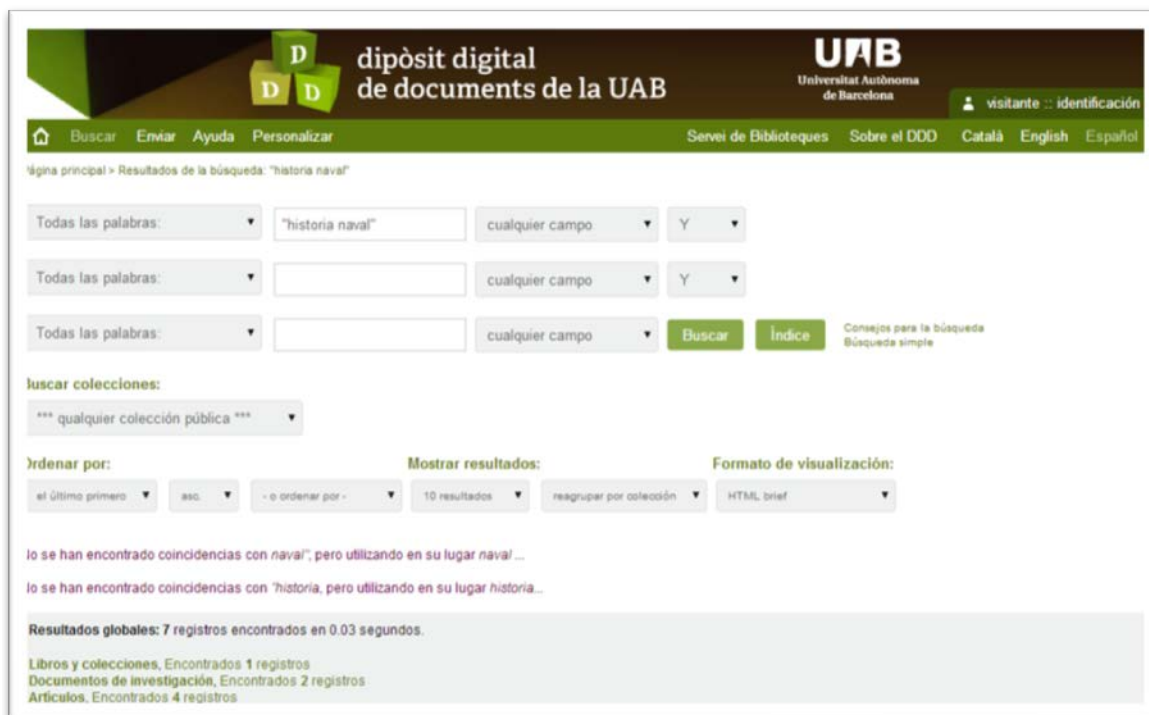 D
D D
dipòsit digital
de documents de la UAB
UAB
Universitat Autònoma
de Barcelona
visitante :: identificación
Buscar Enviar Ayuda Personalizar Servei de Biblioteques Sobre el DDD Català English Español
ágina principal > Resultados de la búsqueda: "historia naval"
Todas las palabras: "historia naval" cualquier campo Y
Todas las palabras: cualquier campo Y
Todas las palabras: cualquier campo Buscar Índice Consejos para la búsqueda
Búsqueda simple
Buscar colecciones:
*** qualquier colección pública ***
Ordenar por: Mostrar resultados: Formato de visualización:
el último primero asc. - o ordenar por - 10 resultados reagrupar por colección HTML brief
lo se han encontrado coincidencias con naval", pero utilizando en su lugar naval ...
lo se han encontrado coincidencias con "historia, pero utilizando en su lugar historia...
Resultados globales: 7 registros encontrados en 0.03 segundos.
Libros y colecciones, Encontrados 1 registros
Documentos de investigación, Encontrados 2 registros
Artículos, Encontrados 4 registros